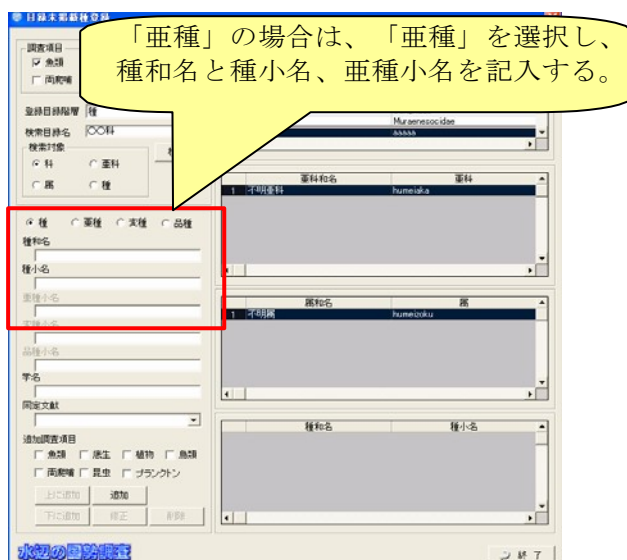 目録未掲載種登録
「亜種」の場合は、「亜種」を選択し、
種和名と種小名、亜種小名を記入する。
調査項目
魚類
両爬哺
登録目録階層 種
検索目録名 〇〇科
検索対象
科 亜科
属 種
Muraenesocidae
aaaaa
亜科和名 亜科
1 不明亜科 humeiaka
種 亜種 変種 品種
種和名
種小名
亜種小名
変種小名
品種小名
学名
同定文献
属和名 属
1 不明属 humeizoku
種和名 種小名
追加調査項目
魚類 底生 植物 鳥類
両爬哺 昆虫 プランクトン
上に追加 追加
下に追加 修正 削除
水辺の国勢調査
終了